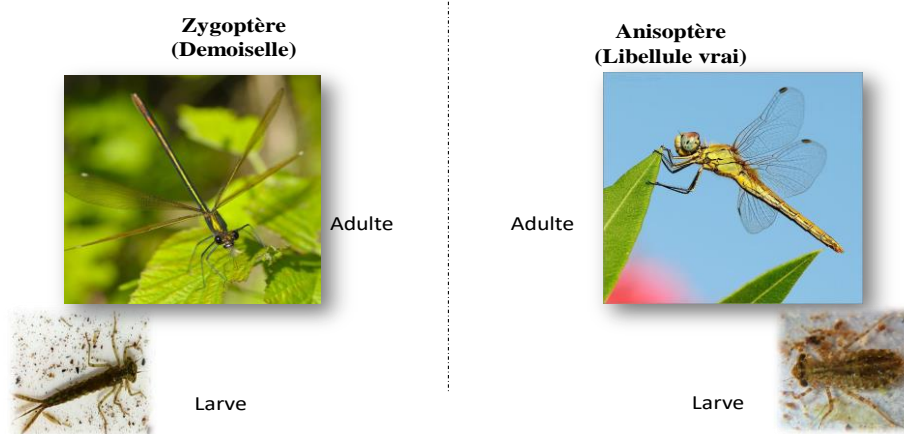 Zygoptère
(Demoiselle)
Adulte
Larve
Anisoptère
(Libellule vrai)
Adulte
Larve